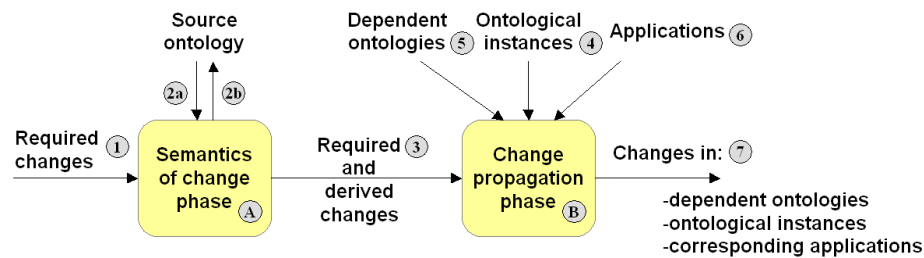 Source
ontology
2a
2b
Required
changes
1
Semantics
of change
phase
A
Required
3
and
derived
changes
Dependent
ontologies
5
Ontological
instances
4
Applications
6
Change
propagation
phase
B
Changes in:
7
-dependent ontologies
-ontological instances
-corresponding applications